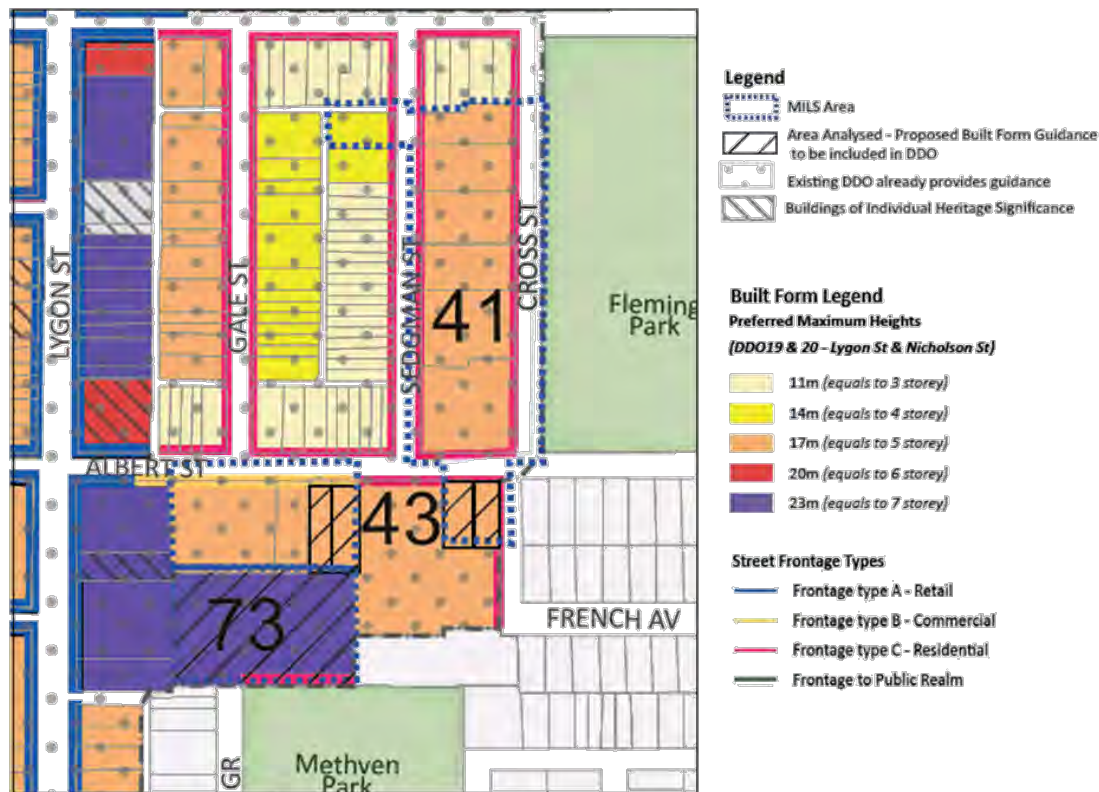 LYGON ST
GALE ST
SEDGMAN ST
CROSS ST
41
Fleming
Park
ALBERT ST
43
73
FRENCH AV
GR
Methven
Park
Legend
MILS Area
Area Analysed - Proposed Built Form Guidance
to be included in DDO
Existing DDO already provides guidance
Buildings of Individual Heritage Significance
Built Form Legend
Preferred Maximum Heights
(DDO19 & 20 - Lygon St & Nicholson St)
11m (equals to 3 storey)
14m (equals to 4 storey)
17m (equals to 5 storey)
20m (equals to 6 storey)
23m (equals to 7 storey)
Street Frontage Types
Frontage type A - Retail
Frontage type B - Commercial
Frontage type C - Residential
Frontage to Public Realm